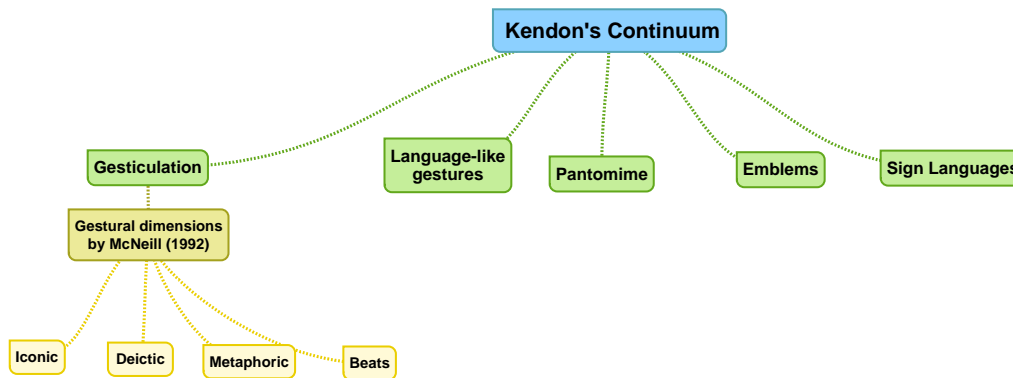 Kendon's Continuum
Gesticulation
Language-like
gestures
Pantomime
Emblems
Sign Languages
Gestural dimensions
by McNeill (1992)
Iconic
Deictic
Metaphoric
Beats